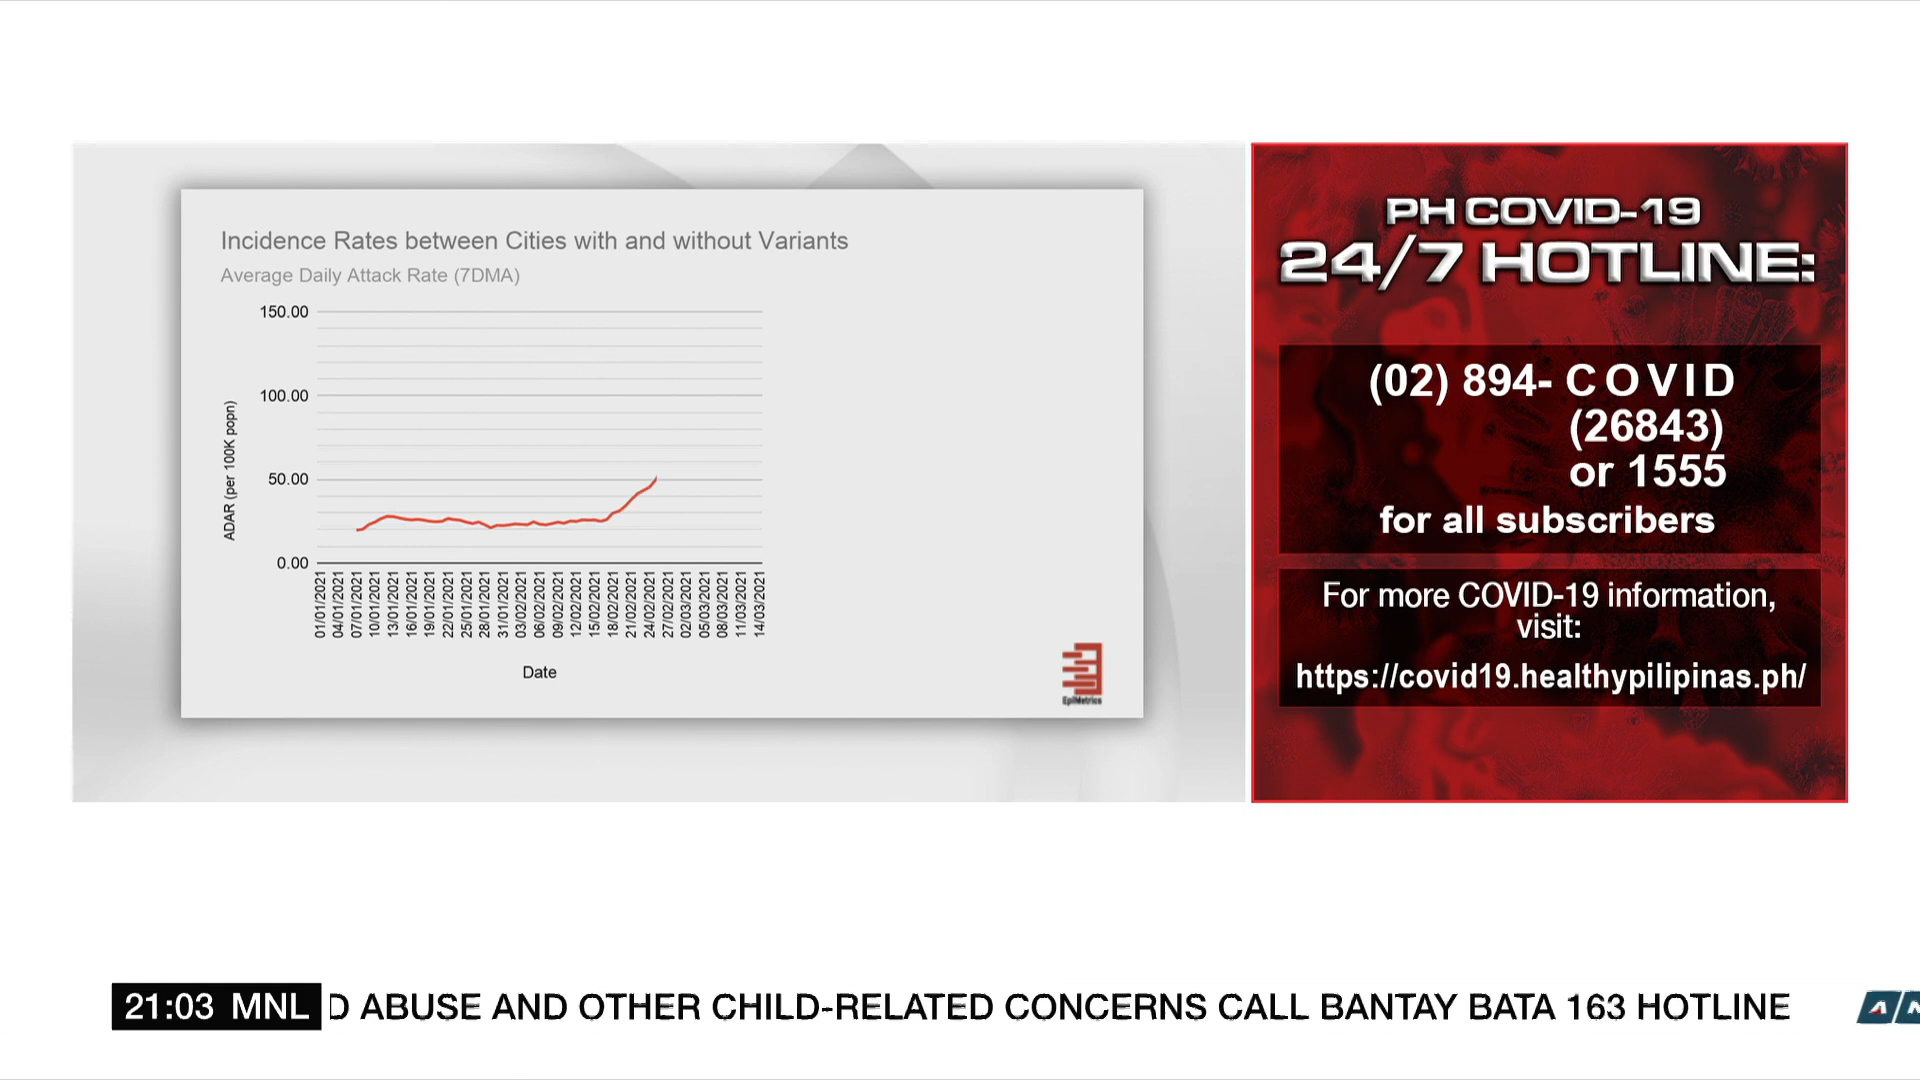 Incidence Rates between Cities with and without Variants
Average Daily Attack Rate (7DMA)
150.00
100.00
50.00
0.00
ADAR (per 100K popn)
01/01/2021
04/01/2021
07/01/2021
10/01/2021
13/01/2021
16/01/2021
19/01/2021
22/01/2021
25/01/2021
28/01/2021
31/01/2021
03/02/2021
06/02/2021
09/02/2021
12/02/2021
15/02/2021
18/02/2021
21/02/2021
24/02/2021
27/02/2021
02/03/2021
05/03/2021
08/03/2021
11/03/2021
14/03/2021
Date
EpiMetrics
PH COVID-19
24/7 HOTLINE:
(02) 894- COVID
(26843)
or 1555
for all subscribers
For more COVID-19 information,
visit:
https://covid19.healthypilipinas.ph/
21:03 MNL
D ABUSE AND OTHER CHILD-RELATED CONCERNS CALL BANTAY BATA 163 HOTLINE